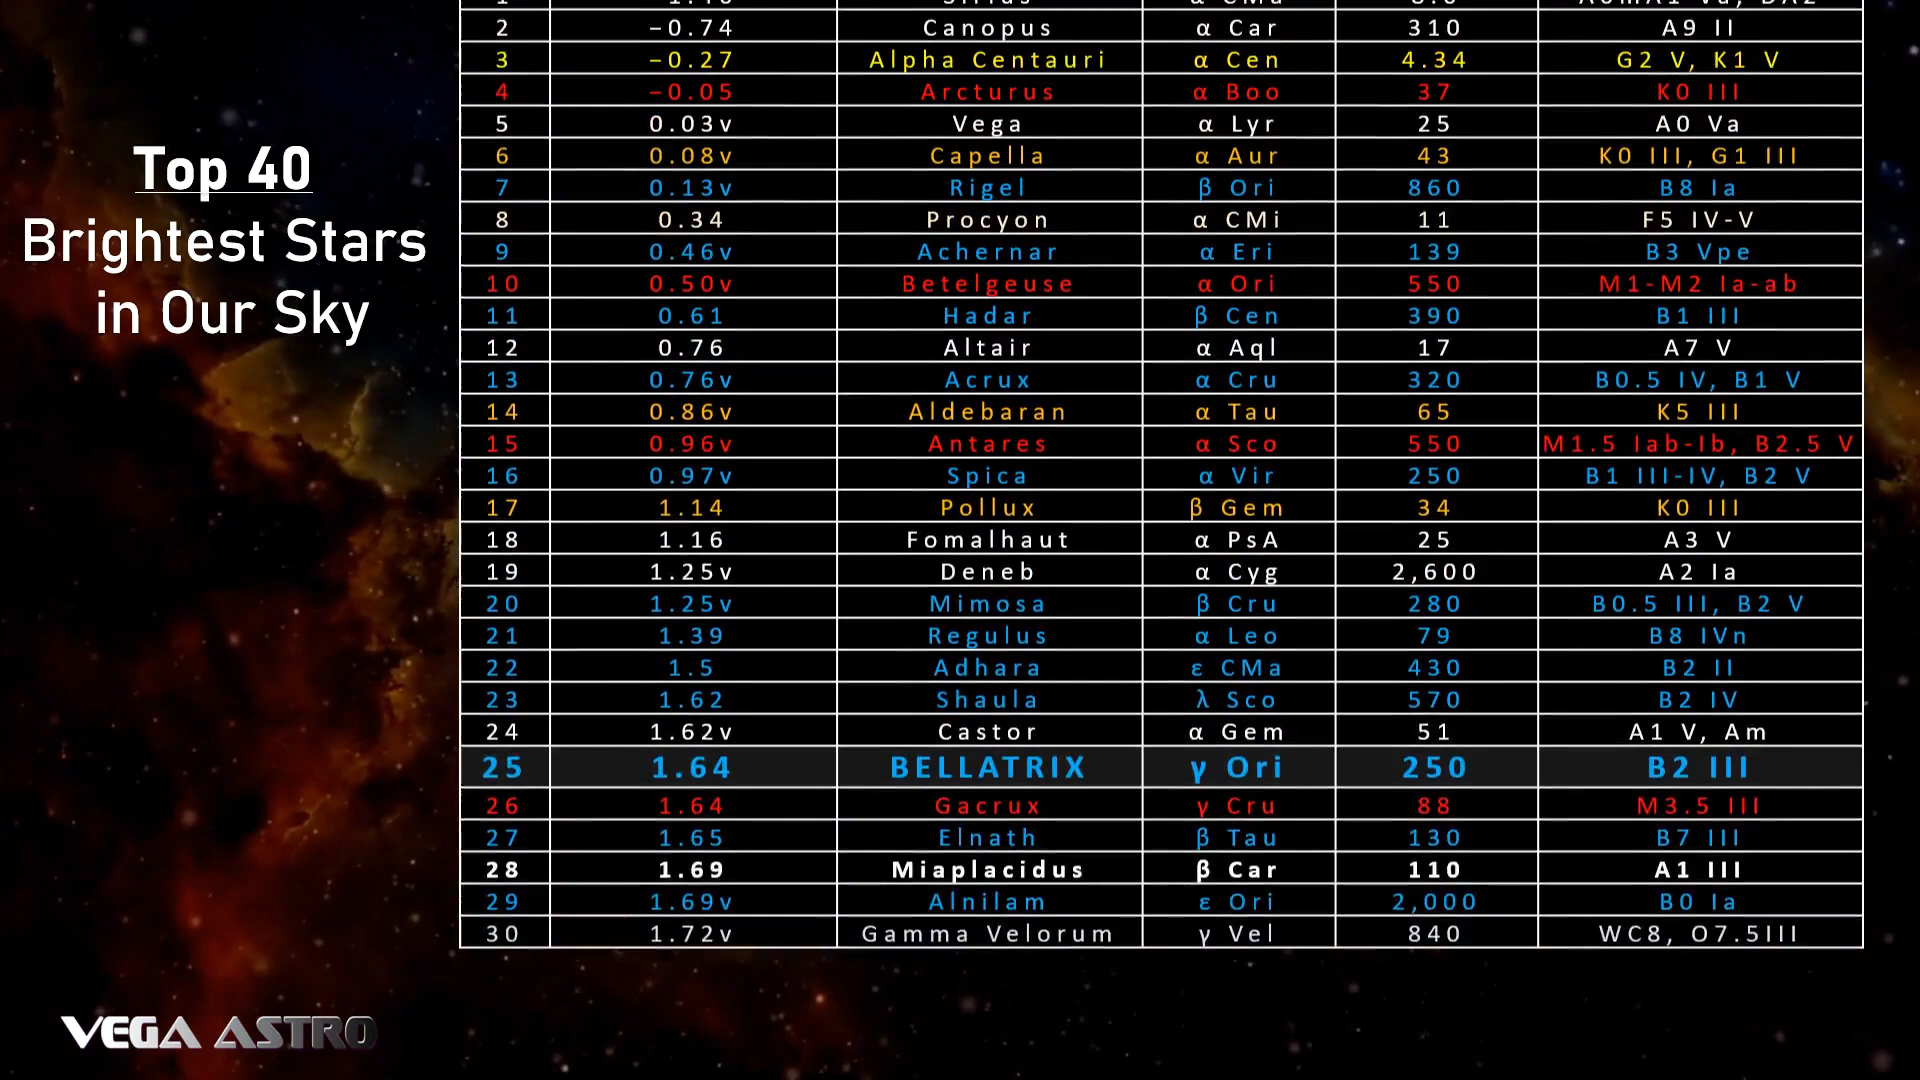 Top 40
Brightest Stars
in Our Sky
2 −0.74 Canopus α Car 310 A9 II
3 −0.27 Alpha Centauri α Cen 4.34 G2 V, K1 V
4 −0.05 Arcturus α Boo 37 K0 III
5 0.03v Vega α Lyr 25 A0 Va
6 0.08v Capella α Aur 43 K0 III, G1 III
7 0.13v Rigel β Ori 860 B8 Ia
8 0.34 Procyon α CMi 11 F5 IV-V
9 0.46v Achernar α Eri 139 B3 Vpe
10 0.50v Betelgeuse α Ori 550 M1-M2 Ia-ab
11 0.61 Hadar β Cen 390 B1 III
12 0.76 Altair α Aql 17 A7 V
13 0.76v Acrux α Cru 320 B0.5 IV, B1 V
14 0.86v Aldebaran α Tau 65 K5 III
15 0.96v Antares α Sco 550 M1.5 Iab-Ib, B2.5 V
16 0.97v Spica α Vir 250 B1 III-IV, B2 V
17 1.14 Pollux β Gem 34 K0 III
18 1.16 Fomalhaut α PsA 25 A3 V
19 1.25v Deneb α Cyg 2,600 A2 Ia
20 1.25v Mimosa β Cru 280 B0.5 III, B2 V
21 1.39 Regulus α Leo 79 B8 IVn
22 1.5 Adhara ε CMa 430 B2 II
23 1.62 Shaula λ Sco 570 B2 IV
24 1.62v Castor α Gem 51 A1 V, Am
25 1.64 BELLATRIX γ Ori 250 B2 III
26 1.64 Gacrux γ Cru 88 M3.5 III
27 1.65 Elnath β Tau 130 B7 III
28 1.69 Miaplacidus β Car 110 A1 III
29 1.69v Alnilam ε Ori 2,000 B0 Ia
30 1.72v Gamma Velorum γ Vel 840 WC8, O7.5III
VEGA ASTRO